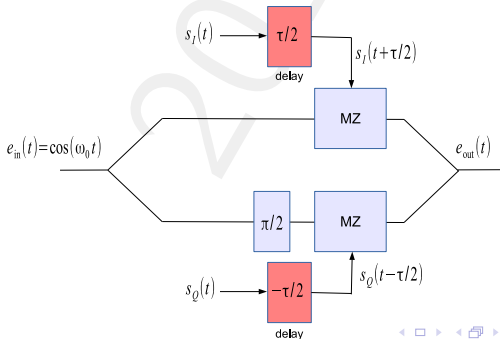 s_I(t)
τ/2
s_I(t+τ/2)
delay
MZ
e_in(t)=cos(ω_0 t)
e_out(t)
π/2
MZ
s_Q(t)
−τ/2
s_Q(t−τ/2)
delay